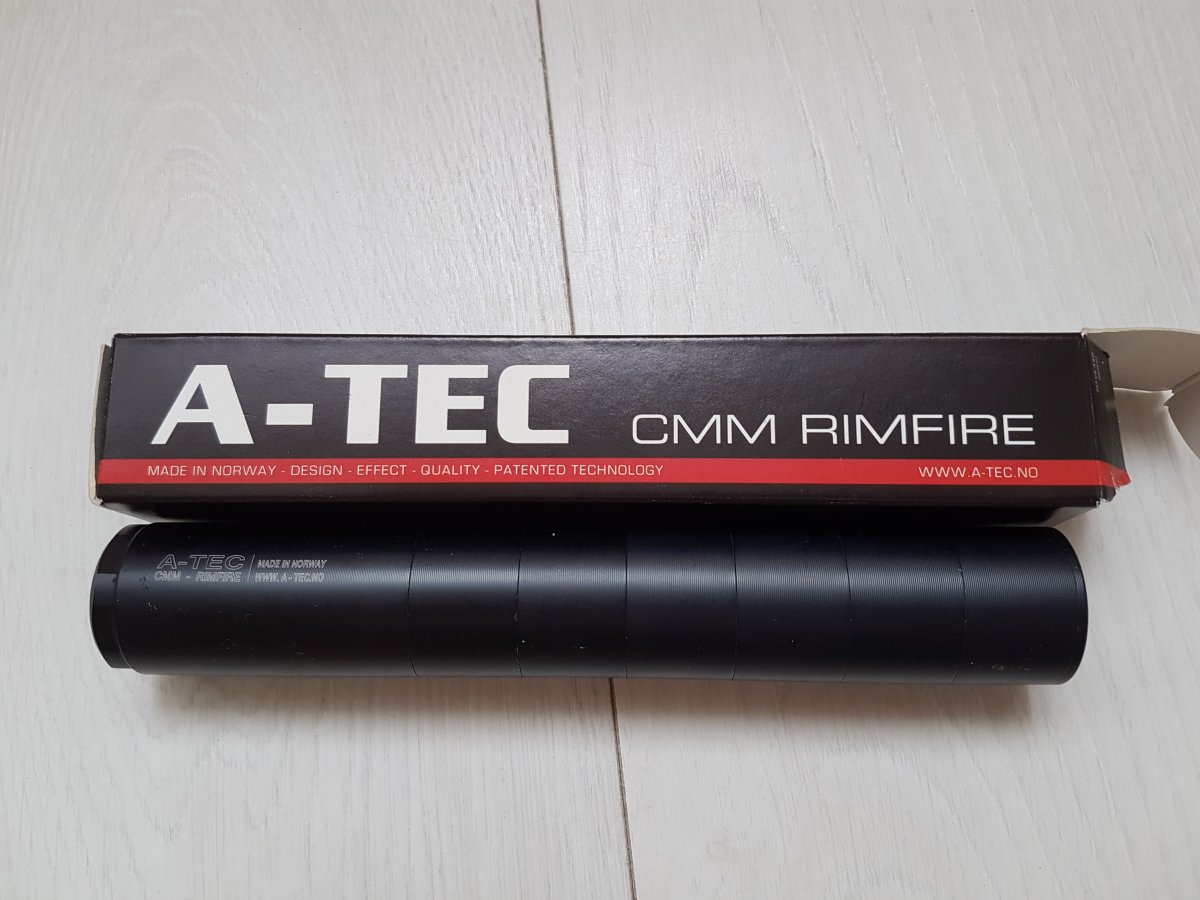 A-TEC CMM RIMFIRE
MADE IN NORWAY - DESIGN - EFFECT - QUALITY - PATENTED TECHNOLOGY WWW.A-TEC.NO
A-TEC MADE IN NORWAY
CMM - RIMFIRE WWW. A-TEC.NO